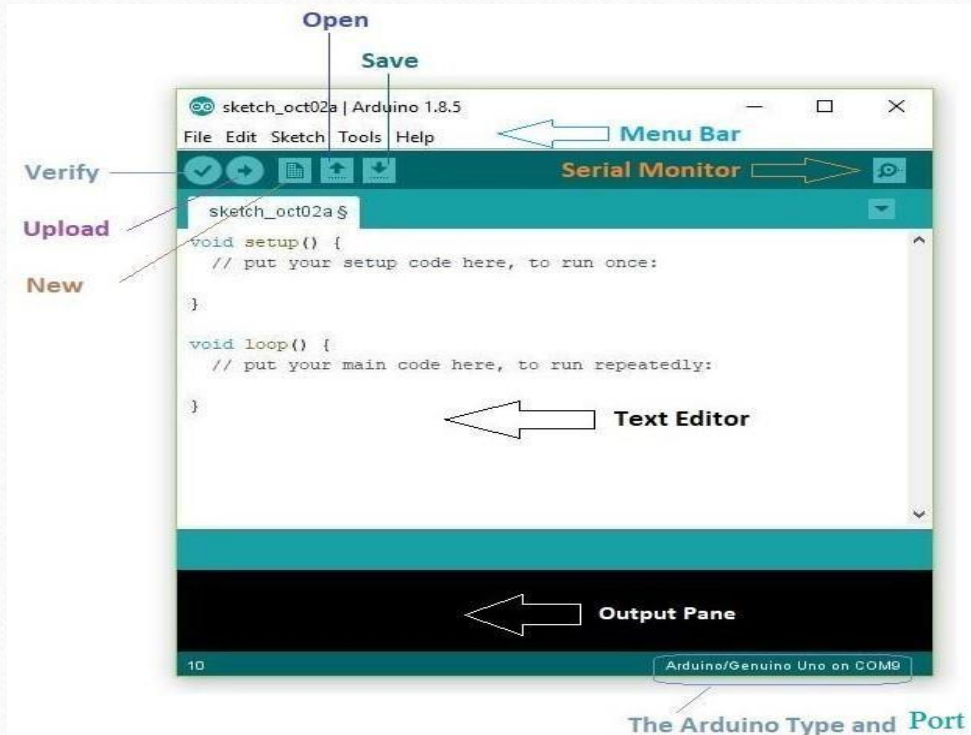 Open
Save
sketch_oct02a | Arduino 1.8.5
File Edit Sketch Tools Help
Menu Bar
Verify
Serial Monitor
sketch_oct02a §
Upload
void setup() {
// put your setup code here, to run once:
New
}
void loop() {
// put your main code here, to run repeatedly:
}
Text Editor
Output Pane
10
Arduino/Genuino Uno on COM9
The Arduino Type and Port